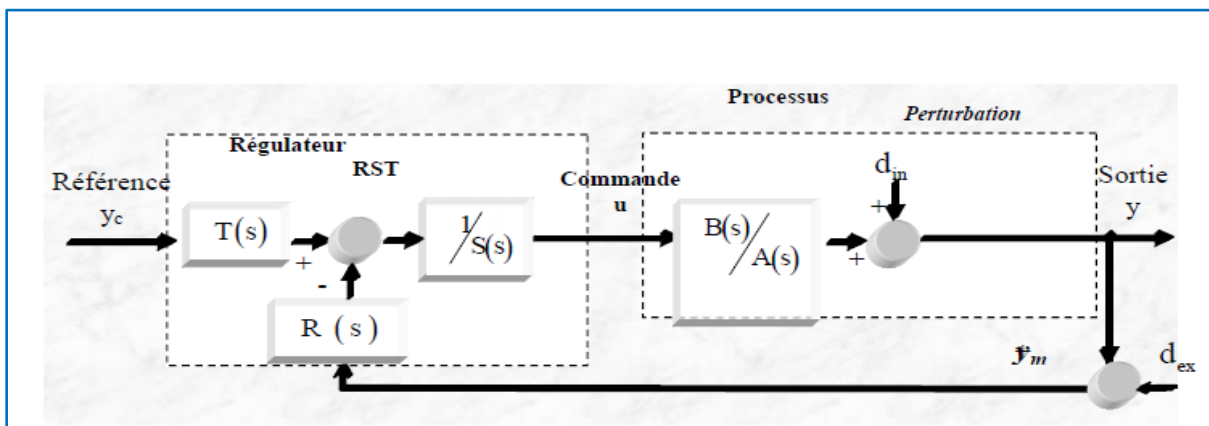 Processus
Perturbation
Régulateur
RST
Référence
yc
Commande
u
din
Sortie
y
T(s)
+
-
1/S(s)
B(s)/A(s)
+
+
R (s)
ym
dex